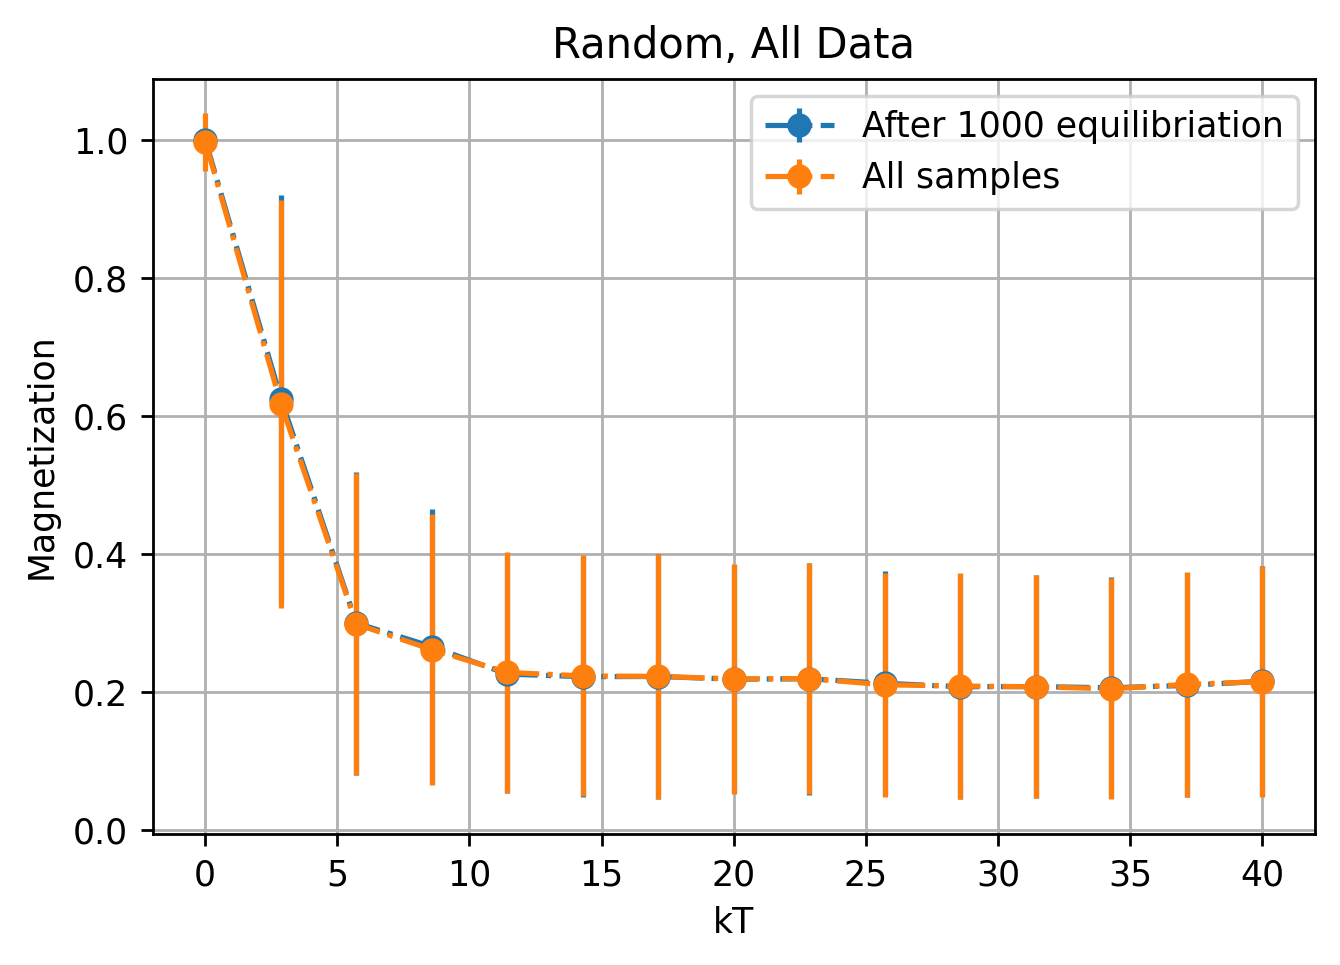 Random, All Data
After 1000 equilibriation
All samples
Magnetization
1.0
0.8
0.6
0.4
0.2
0.0
0 5 10 15 20 25 30 35 40
kT